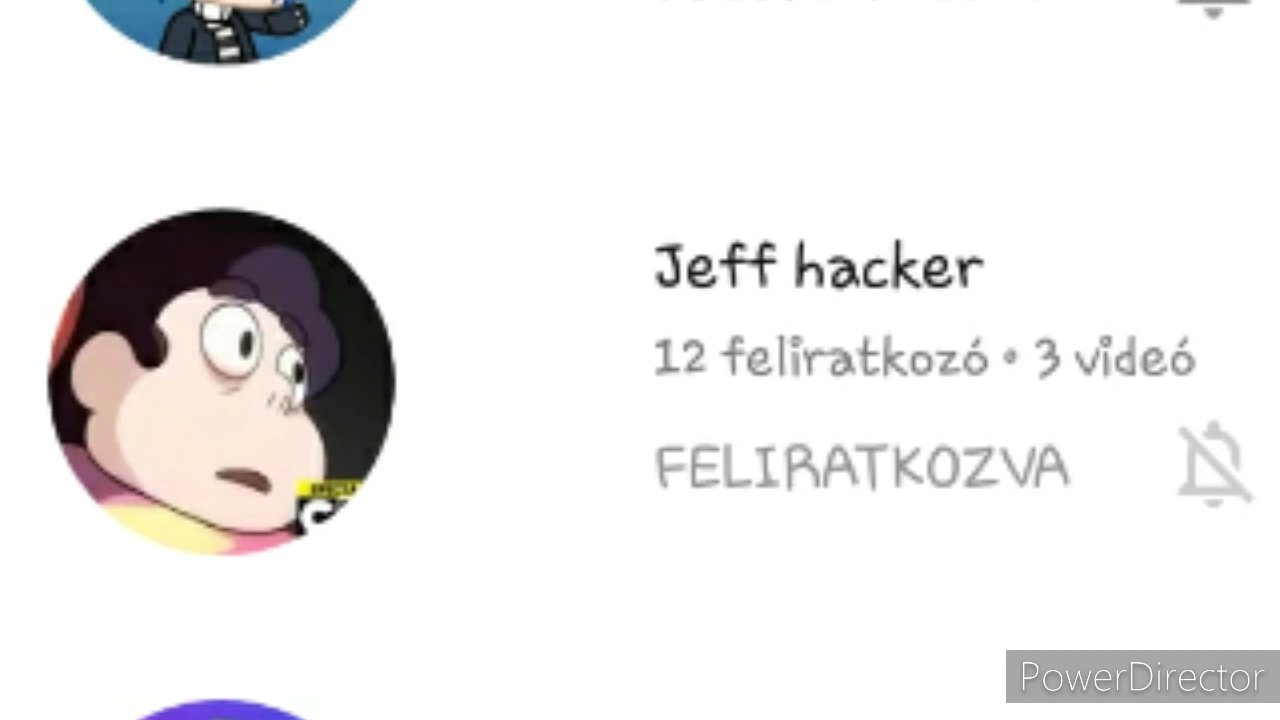 Jeff hacker
12 feliratkozó • 3 videó
FELIRATKOZVA
PowerDirector